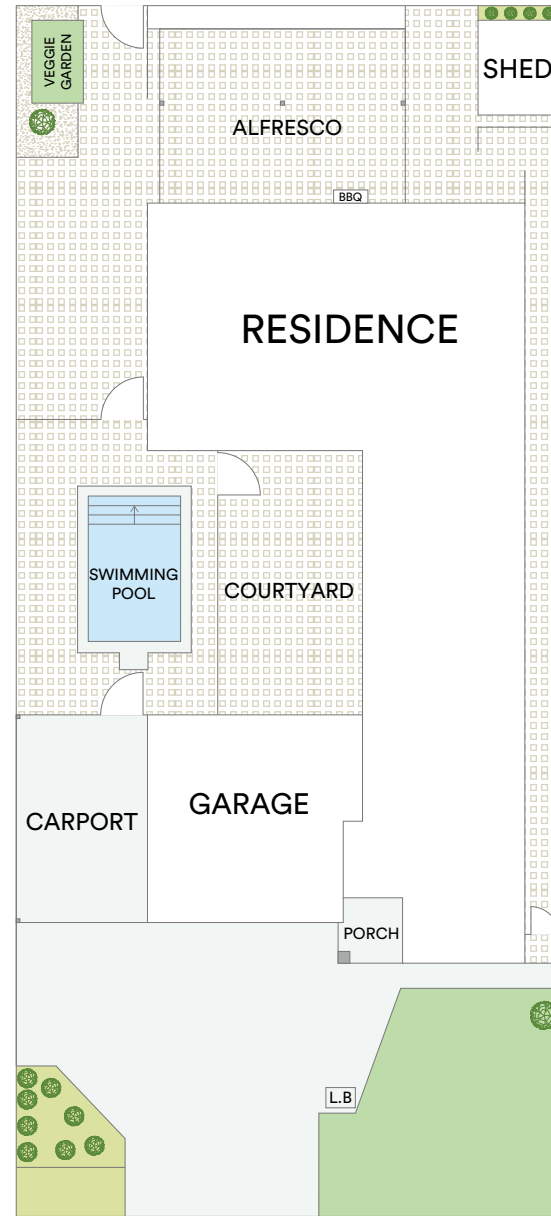 VEGGIE
GARDEN
SHED
ALFRESCO
BBQ
RESIDENCE
SWIMMING
POOL
COURTYARD
GARAGE
CARPORT
PORCH
L.B